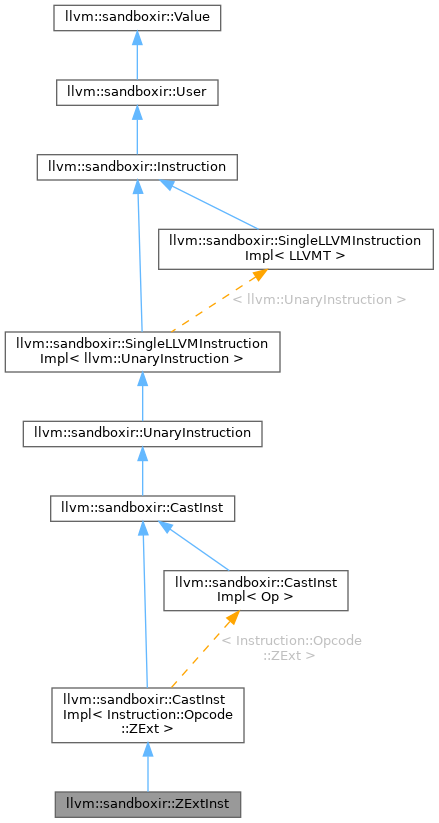 llvm::sandboxir::Value
llvm::sandboxir::User
llvm::sandboxir::Instruction
llvm::sandboxir::SingleLLVMInstruction
Impl< LLVMT >
< llvm::UnaryInstruction >
llvm::sandboxir::SingleLLVMInstruction
Impl< llvm::UnaryInstruction >
llvm::sandboxir::UnaryInstruction
llvm::sandboxir::CastInst
llvm::sandboxir::CastInst
Impl< Op >
< Instruction::Opcode
::ZExt >
llvm::sandboxir::CastInst
Impl< Instruction::Opcode
::ZExt >
llvm::sandboxir::ZExtInst